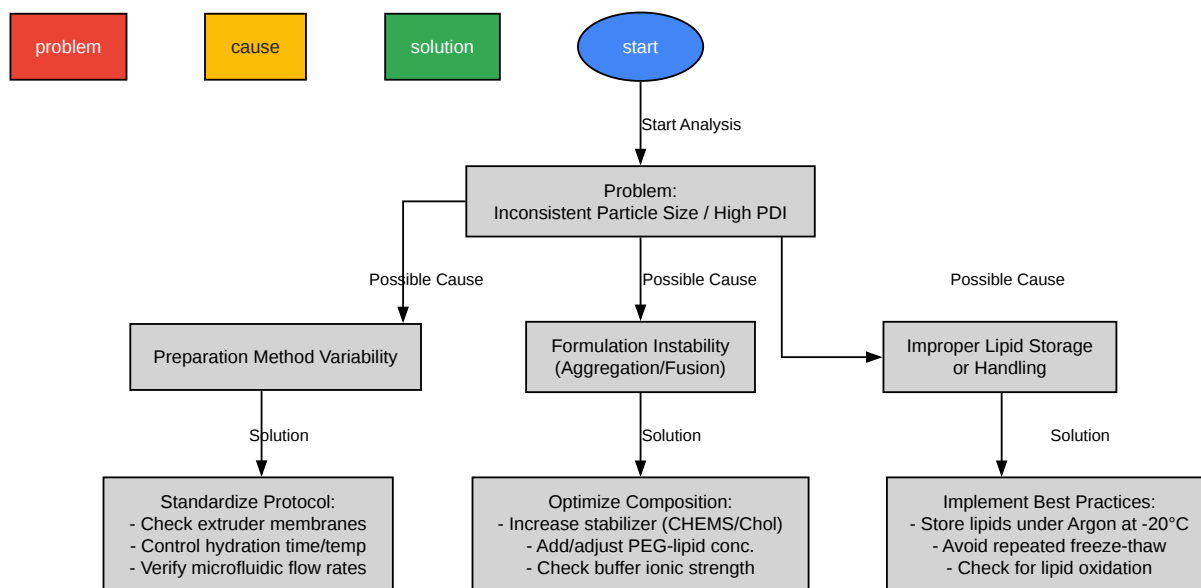 problem
cause
solution
start
Start Analysis
Problem:
Inconsistent Particle Size / High PDI
Possible Cause
Possible Cause
Possible Cause
Preparation Method Variability
Formulation Instability
(Aggregation/Fusion)
Improper Lipid Storage
or Handling
Solution
Solution
Solution
Standardize Protocol:
- Check extruder membranes
- Control hydration time/temp
- Verify microfluidic flow rates
Optimize Composition:
- Increase stabilizer (CHEMS/Chol)
- Add/adjust PEG-lipid conc.
- Check buffer ionic strength
Implement Best Practices:
- Store lipids under Argon at -20°C
- Avoid repeated freeze-thaw
- Check for lipid oxidation